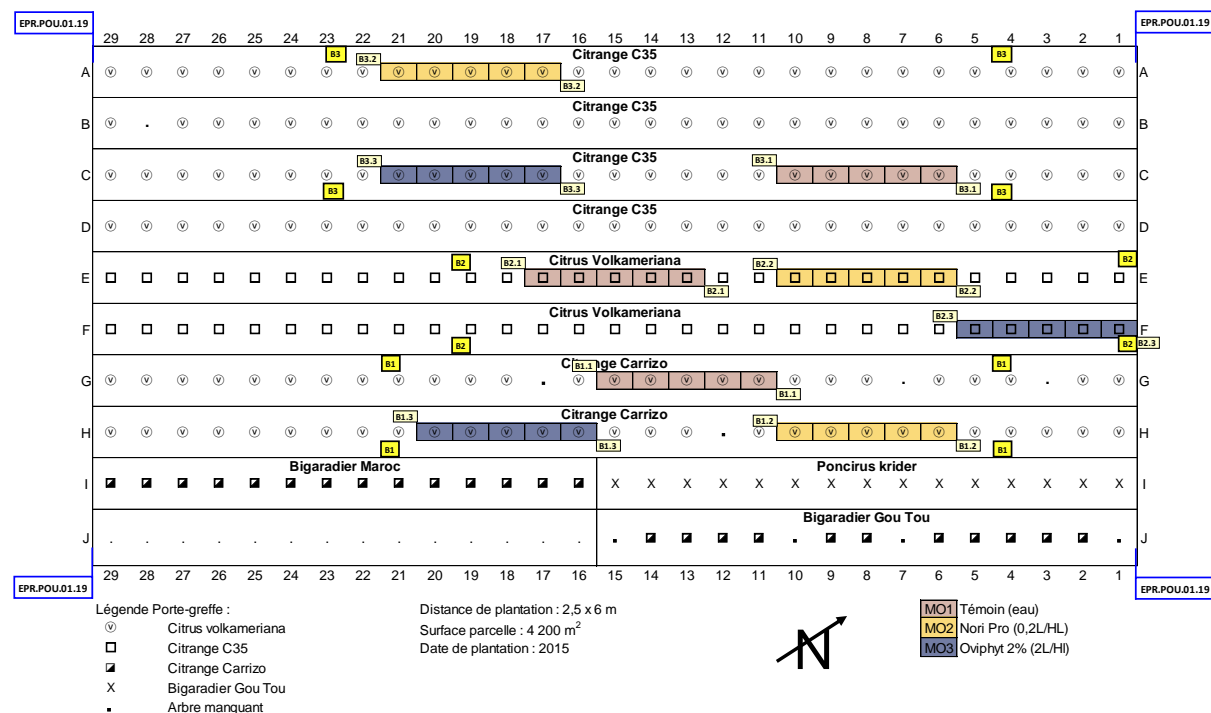 EPR.POU.01.19 EPR.POU.01.19
29 28 27 26 25 24 23 22 21 20 19 18 17 16 15 14 13 12 11 10 9 8 7 6 5 4 3 2 1
Citrange C35
B3 B3
B3.2
A A
B3.2
Citrange C35
B B
Citrange C35
B3.3 B3.1
C C
B3.3 B3.1
B3 B3
Citrange C35
D D
Citrus Volkameriana
B2 B2.1 B2.2 B2
E E
B2.1 B2.2
Citrus Volkameriana
B2.3
F F
B2 B2 B2.3
Citrange Carrizo
B1 B1.1 B1
G G
B1.1
Citrange Carrizo
B1.3 B1.2
H H
B1.3 B1.2
B1 B1
Bigaradier Maroc Poncirus krider
I X X X X X X X X X X X X X X X I
Bigaradier Gou Tou
J J
29 28 27 26 25 24 23 22 21 20 19 18 17 16 15 14 13 12 11 10 9 8 7 6 5 4 3 2 1
EPR.POU.01.19 EPR.POU.01.19
Légende Porte-greffe :
V Citrus volkameriana
Citrange C35
Citrange Carrizo
X Bigaradier Gou Tou
Arbre manquant
Distance de plantation : 2,5 x 6 m
Surface parcelle : 4 200 m²
Date de plantation : 2015
N
MO1 Témoin (eau)
MO2 Nori Pro (0,2L/HL)
MO3 Oviphyt 2% (2L/Hl)